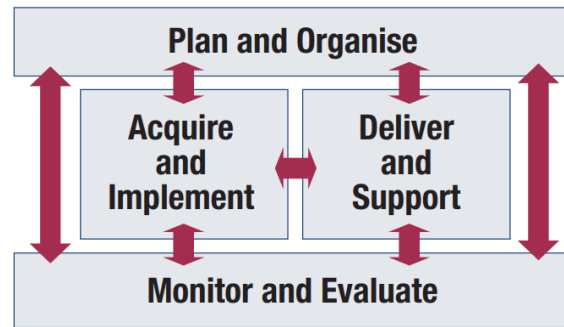 Plan and Organise
Acquire
and
Implement
Deliver
and
Support
Monitor and Evaluate